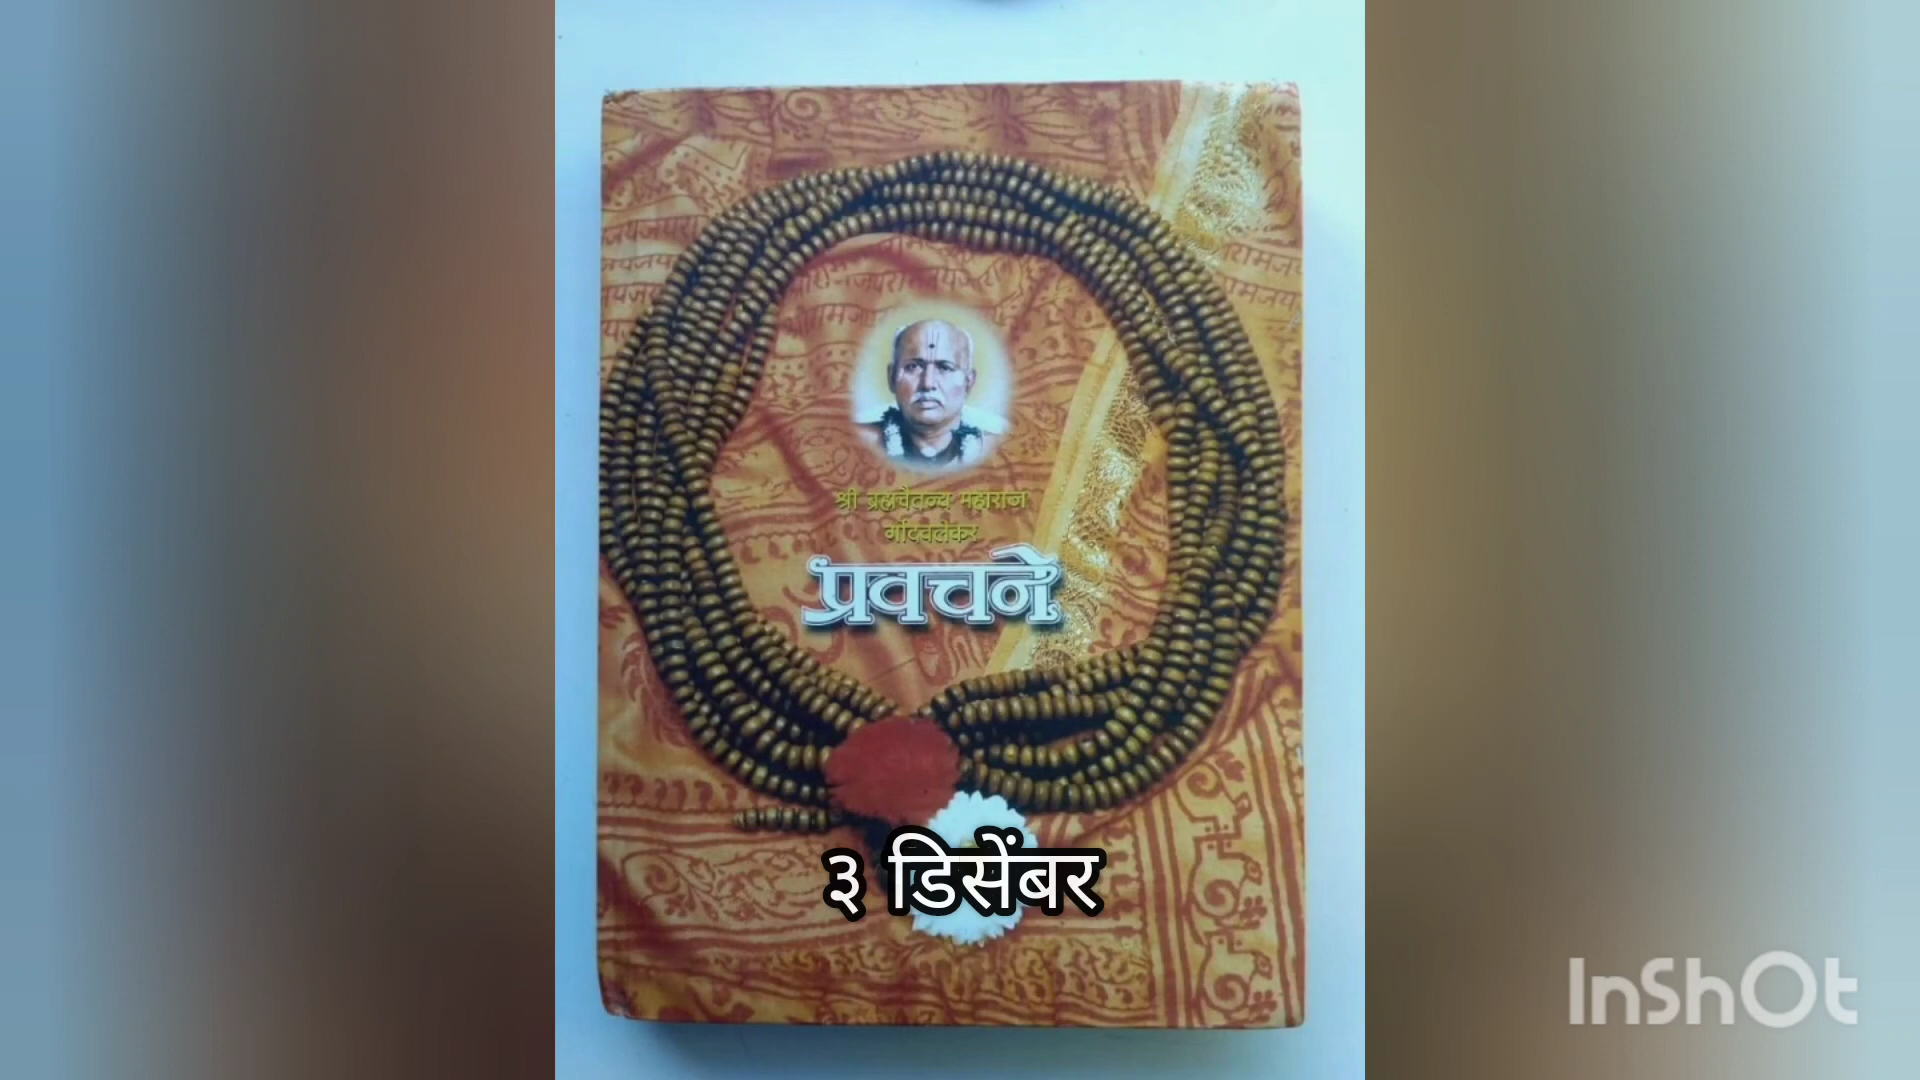 श्री ब्रह्मचैतन्य महाराज
गोंदवलेकर
प्रवचने
३ डिसेंबर
InShOt